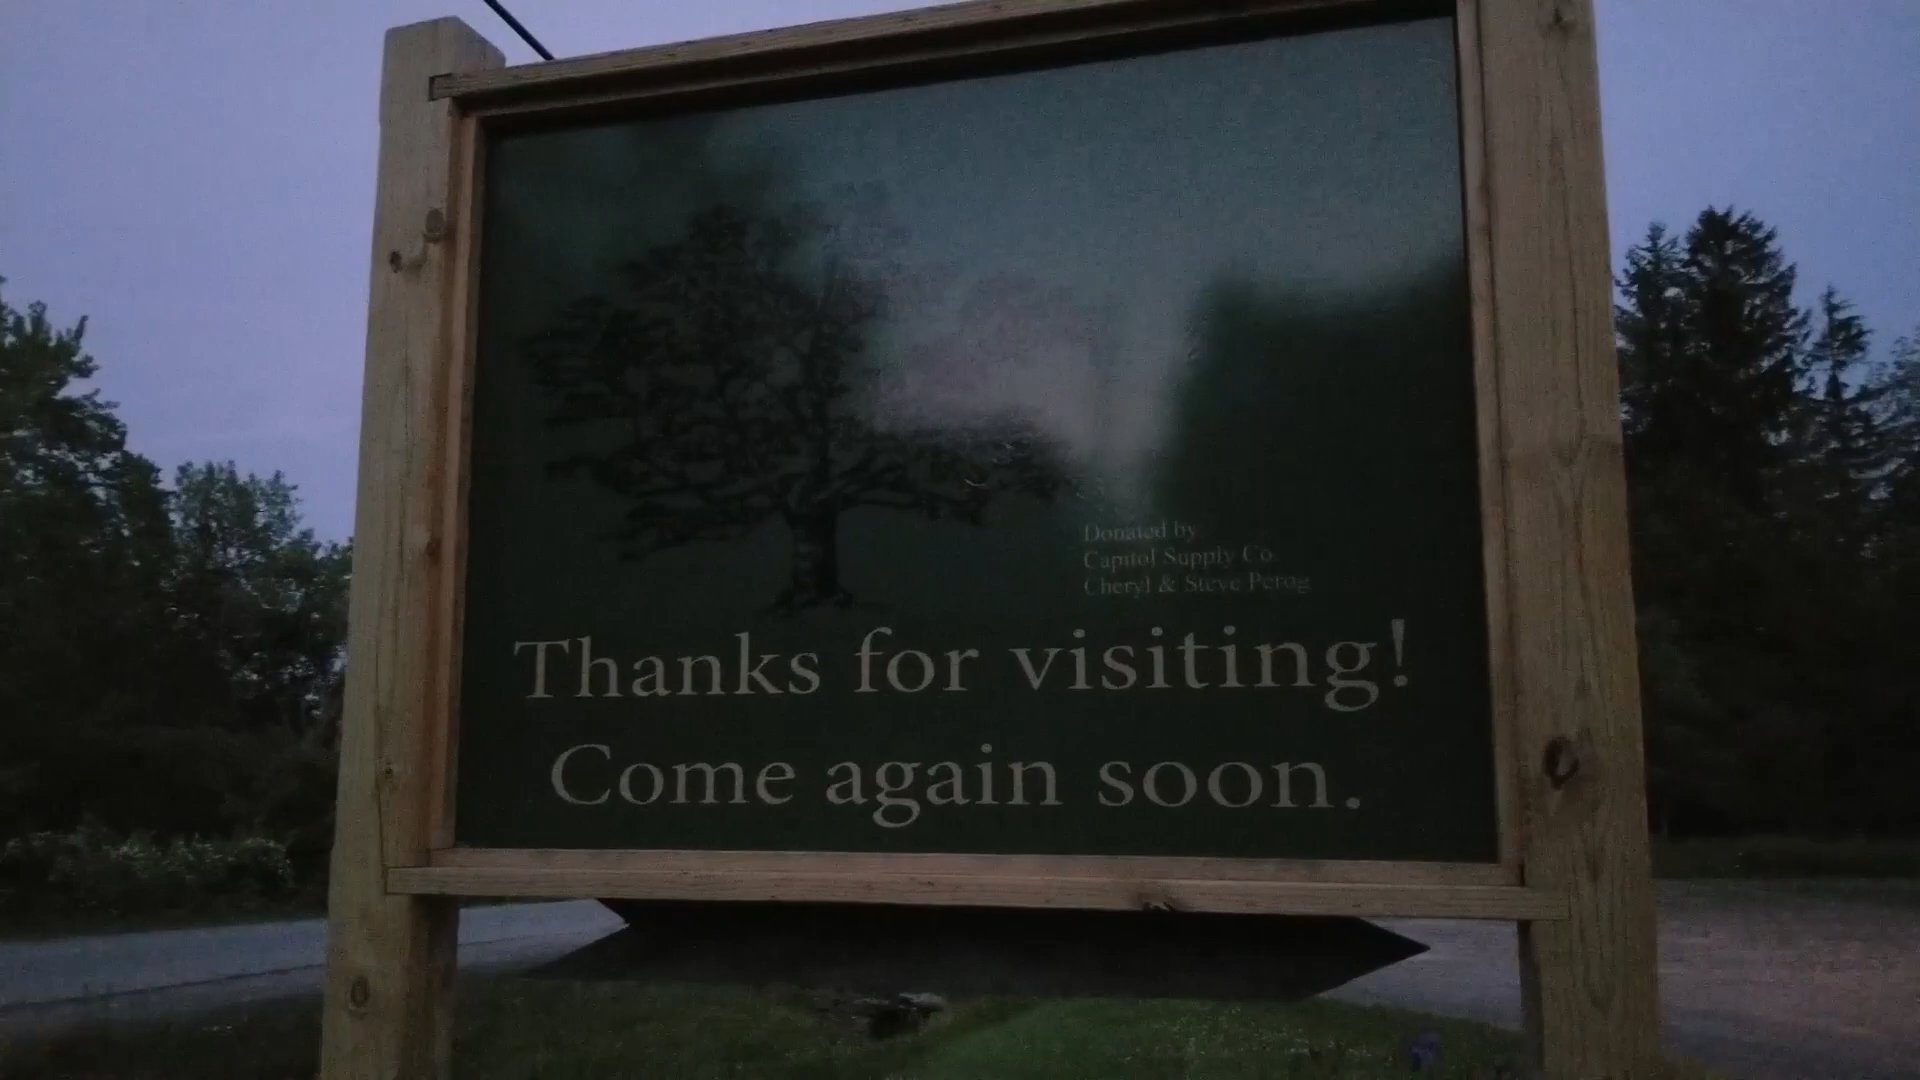 Donated by
Capitol Supply Co.
Cheryl & Steve Perog
Thanks for visiting!
Come again soon.